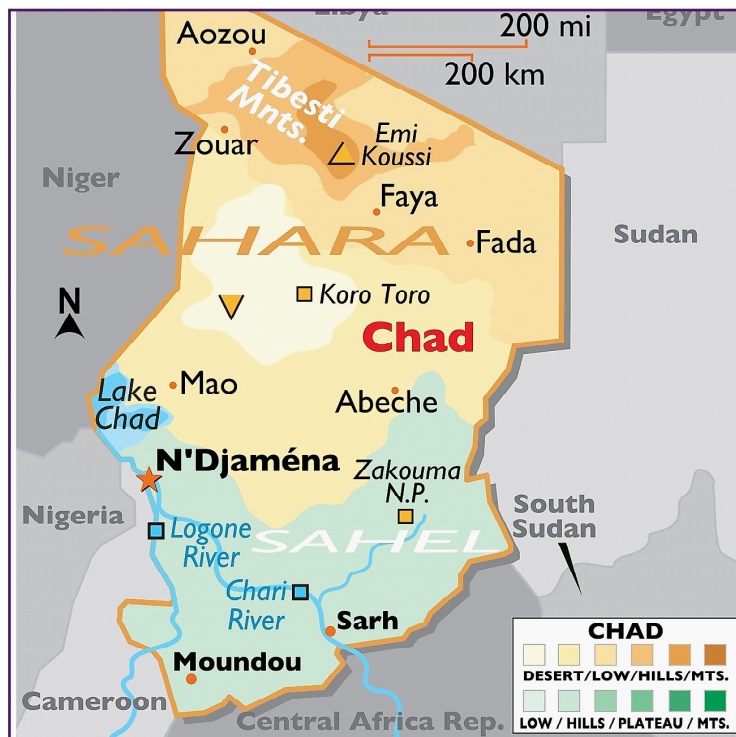 Libya
Egypt
200 mi
200 km
Aozou
Tibesti
Mnts.
Emi
Koussi
Zouar
Niger
Faya
SAHARA
Fada
Sudan
N
Koro Toro
Chad
Lake
Chad
Mao
Abeche
N'Djaména
Zakouma
N.P.
Nigeria
South
Sudan
Logone
River
SAHEL
Chari
River
Sarh
Moundou
Cameroon
Central Africa Rep.
CHAD
DESERT/LOW/HILLS/MTS.
LOW / HILLS / PLATEAU / MTS.